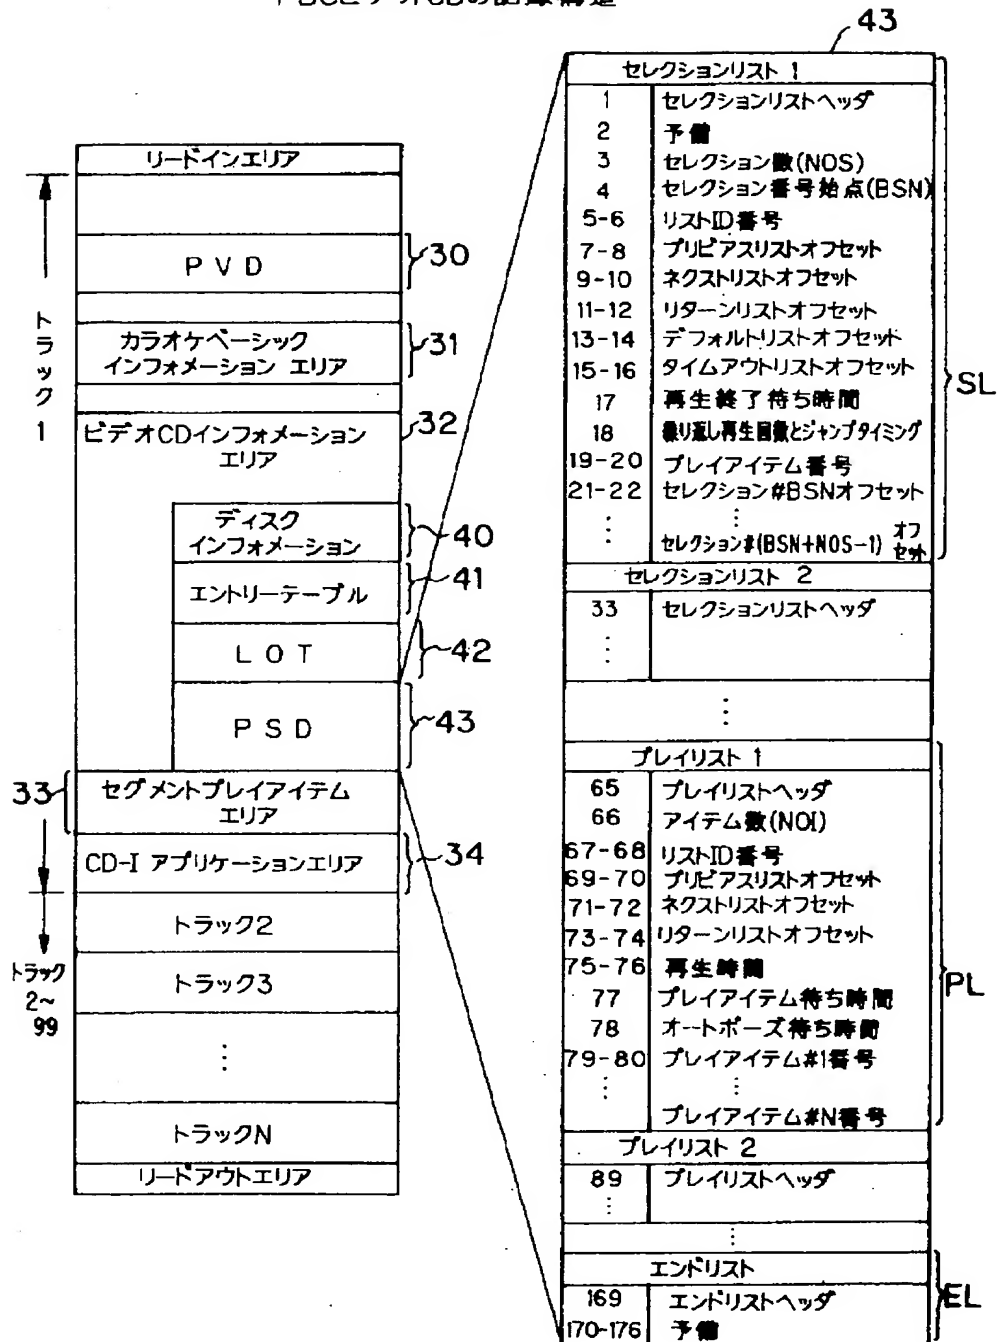 43
リードインエリア
PVD
30
カラオケベーシック
インフォメーション エリア
31
トラック1
ビデオCDインフォメーション
エリア
32
ディスク
インフォメーション
40
エントリーテーブル
41
LOT
42
PSD
43
33
セグメントプレイアイテム
エリア
CD-I アプリケーションエリア
34
トラック2
トラック3
⋮
トラックN
リードアウトエリア
トラック
2~
99
セレクションリスト 1
1 セレクションリストヘッダ
2 予備
3 セレクション数(NOS)
4 セレクション番号始点(BSN)
5-6 リストID番号
7-8 プリビアスリストオフセット
9-10 ネクストリストオフセット
11-12 リターンリストオフセット
13-14 デフォルトリストオフセット
15-16 タイムアウトリストオフセット
17 再生終了待ち時間
18 繰り返し再生回数とジャンプタイミング
19-20 プレイアイテム番号
21-22 セレクション#BSNオフセット
⋮ ⋮
セレクション#(BSN+NOS-1) オフセット
SL
セレクションリスト 2
33 セレクションリストヘッダ
⋮
⋮
プレイリスト 1
65 プレイリストヘッダ
66 アイテム数(NOI)
67-68 リストID番号
69-70 プリビアスリストオフセット
71-72 ネクストリストオフセット
73-74 リターンリストオフセット
75-76 再生時間
77 プレイアイテム待ち時間
78 オートポーズ待ち時間
79-80 プレイアイテム#1番号
⋮ ⋮
プレイアイテム#N番号
PL
プレイリスト 2
89 プレイリストヘッダ
⋮
⋮
エンドリスト
169 エンドリストヘッダ
170-176 予備
EL